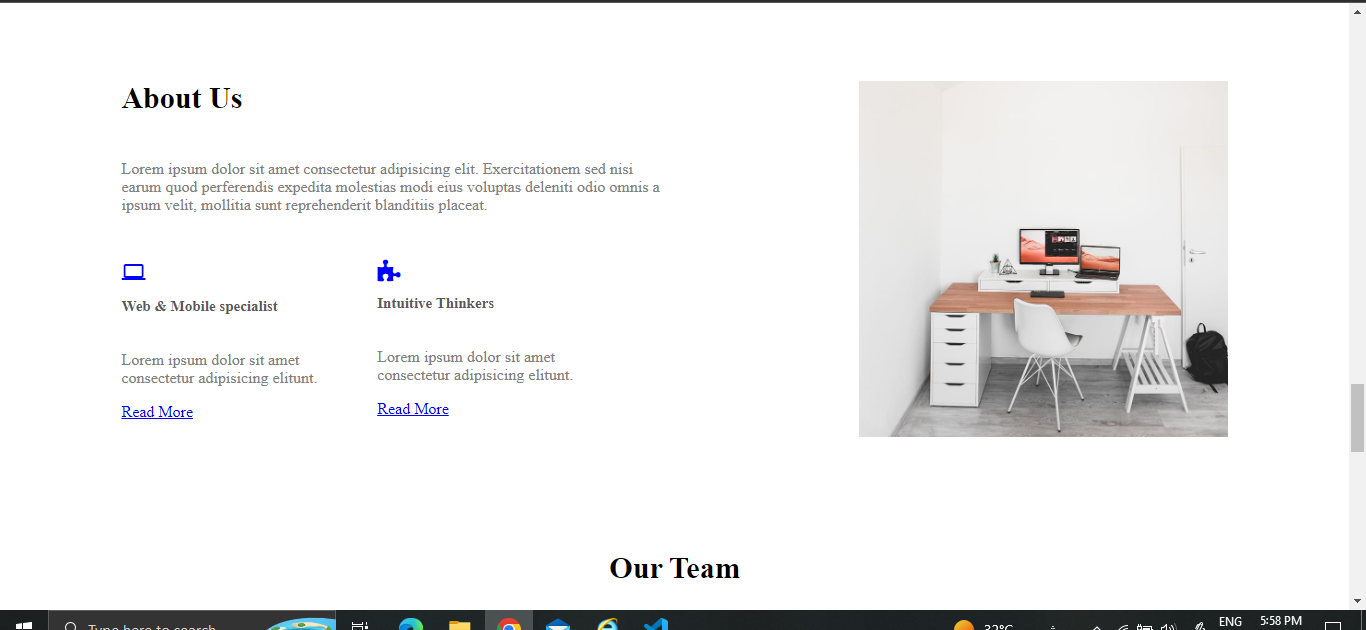 About Us
Lorem ipsum dolor sit amet consectetur adipisicing elit. Exercitationem sed nisi
earum quod perferendis expedita molestias modi eius voluptas deleniti odio omnis a
ipsum velit, mollitia sunt reprehenderit blanditiis placeat.
Web & Mobile specialist
Lorem ipsum dolor sit amet
consectetur adipisicing elitunt.
Read More
Intuitive Thinkers
Lorem ipsum dolor sit amet
consectetur adipisicing elitunt.
Read More
Our Team
Type here to search
32°C
ENG
5:58 PM